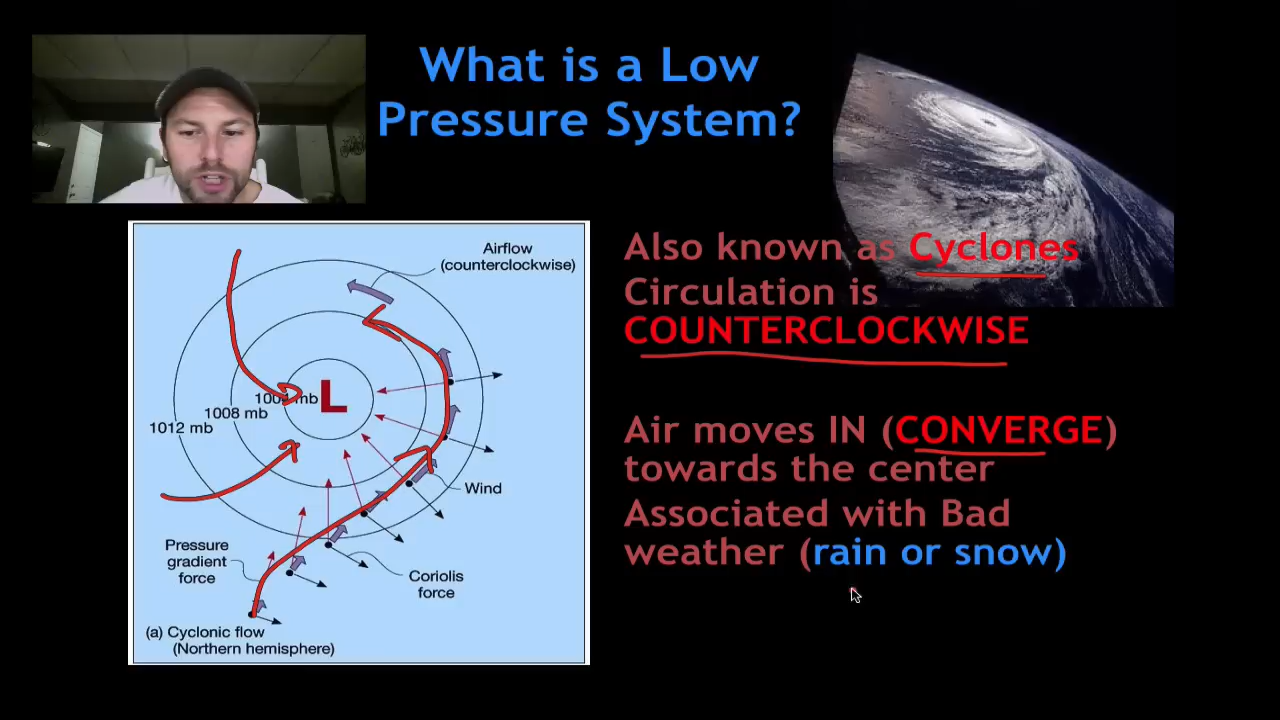 What is a Low
Pressure System?
Also known as Cyclones
Circulation is
COUNTERCLOCKWISE
Air moves IN (CONVERGE)
towards the center
Associated with Bad
weather (rain or snow)
Airflow
(counterclockwise)
L
1004 mb
1008 mb
1012 mb
Wind
Pressure
gradient
force
Coriolis
force
(a) Cyclonic flow
(Northern hemisphere)